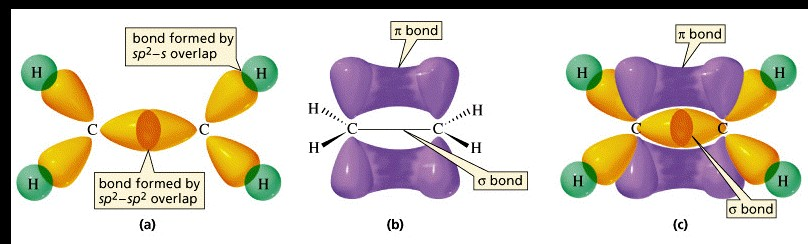 bond formed by
sp²–s overlap
H
H
C
C
H
H
bond formed by
sp²–sp² overlap
(a)
π bond
H
H
C
C
H
H
σ bond
(b)
π bond
H
H
C
C
H
H
σ bond
(c)